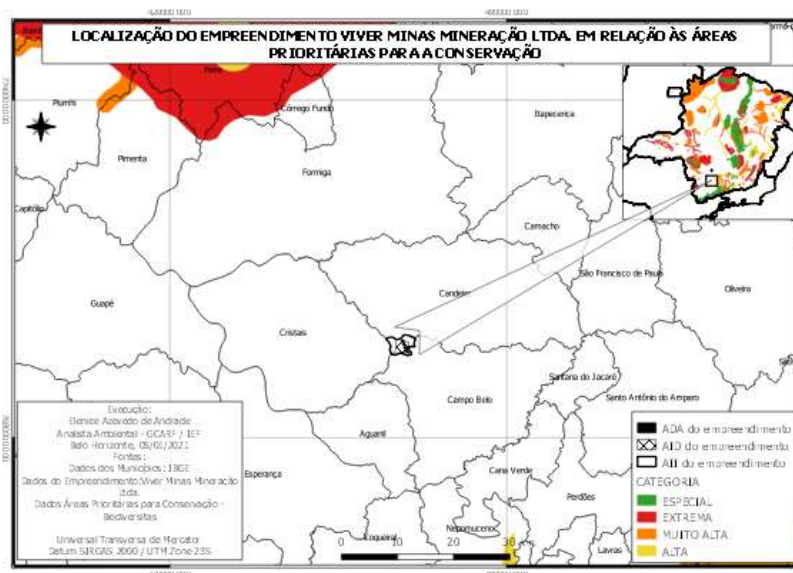 LOCALIZAÇÃO DO EMPREENDIMENTO VIVER MINAS MINERAÇÃO LTDA. EM RELAÇÃO ÀS ÁREAS
PRIORITÁRIAS PARA A CONSERVAÇÃO
Piumhi
Córrego Fundo
Itapecerica
Pimenta
Formiga
Capitólio
Camacho
São Francisco de Paula
Guapé
Candeias
Oliveira
Cristais
Santana do Jacaré
Campo Belo
Santo Antônio do Amparo
Aguanil
Cana Verde
Esperança
Perdões
Coqueiral
Nepomuceno
Lavras
Execução:
Elenice Azevedo de Andrade
Analista Ambiental - GCARF / IEF
Belo Horizonte, 05/01/2021
Fontes:
Dados dos Municípios: IBGE
Dados do Empreendimento: Viver Minas Mineração
Ltda.
Dados Áreas Prioritárias para Conservação -
Biodiversitas
Universal Transversa de Mercator
Datum SIRGAS 2000 / UTM Zone 23S
0 10 20 30
ADA do empreendimento
AID do empreendimento
AII do empreendimento
CATEGORIA
ESPECIAL
EXTREMA
MUITO ALTA
ALTA